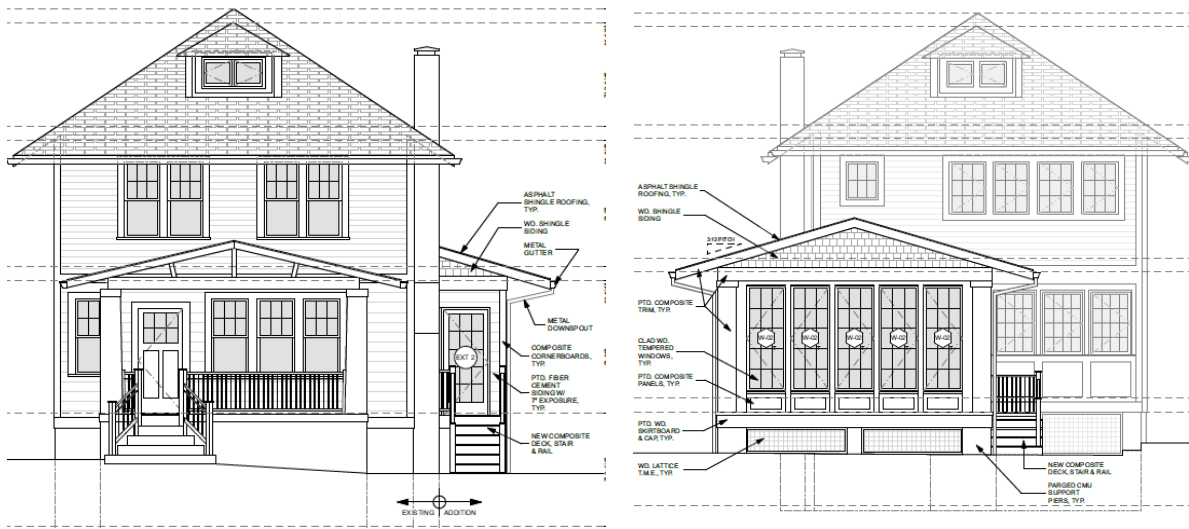 ASPHALT
SHINGLE ROOFING,
TYP.
WD. SHINGLE
SIDING
METAL
GUTTER
METAL
DOWNSPOUT
EXT 2
COMPOSITE
CORNERBOARDS,
TYP.
PTD. FIBER
CEMENT
SIDING W/
7" EXPOSURE,
TYP.
NEW COMPOSITE
DECK, STAIR
& RAIL
EXISTING
ADDITION
ASPHALT SHINGLE
ROOFING, TYP.
WD. SHINGLE
SIDING
3:12 PITCH
PTD. COMPOSITE
TRIM, TYP.
CLAD WD.
TEMPERED
WINDOWS,
TYP.
W-02
W-02
W-02
W-02
W-02
PTD. COMPOSITE
PANELS, TYP.
PTD. WD.
SKIRTBOARD
& CAP, TYP.
WD. LATTICE
T.M.E., TYP.
NEW COMPOSITE
DECK, STAIR & RAIL
PARGED CMU
SUPPORT
PIERS, TYP.